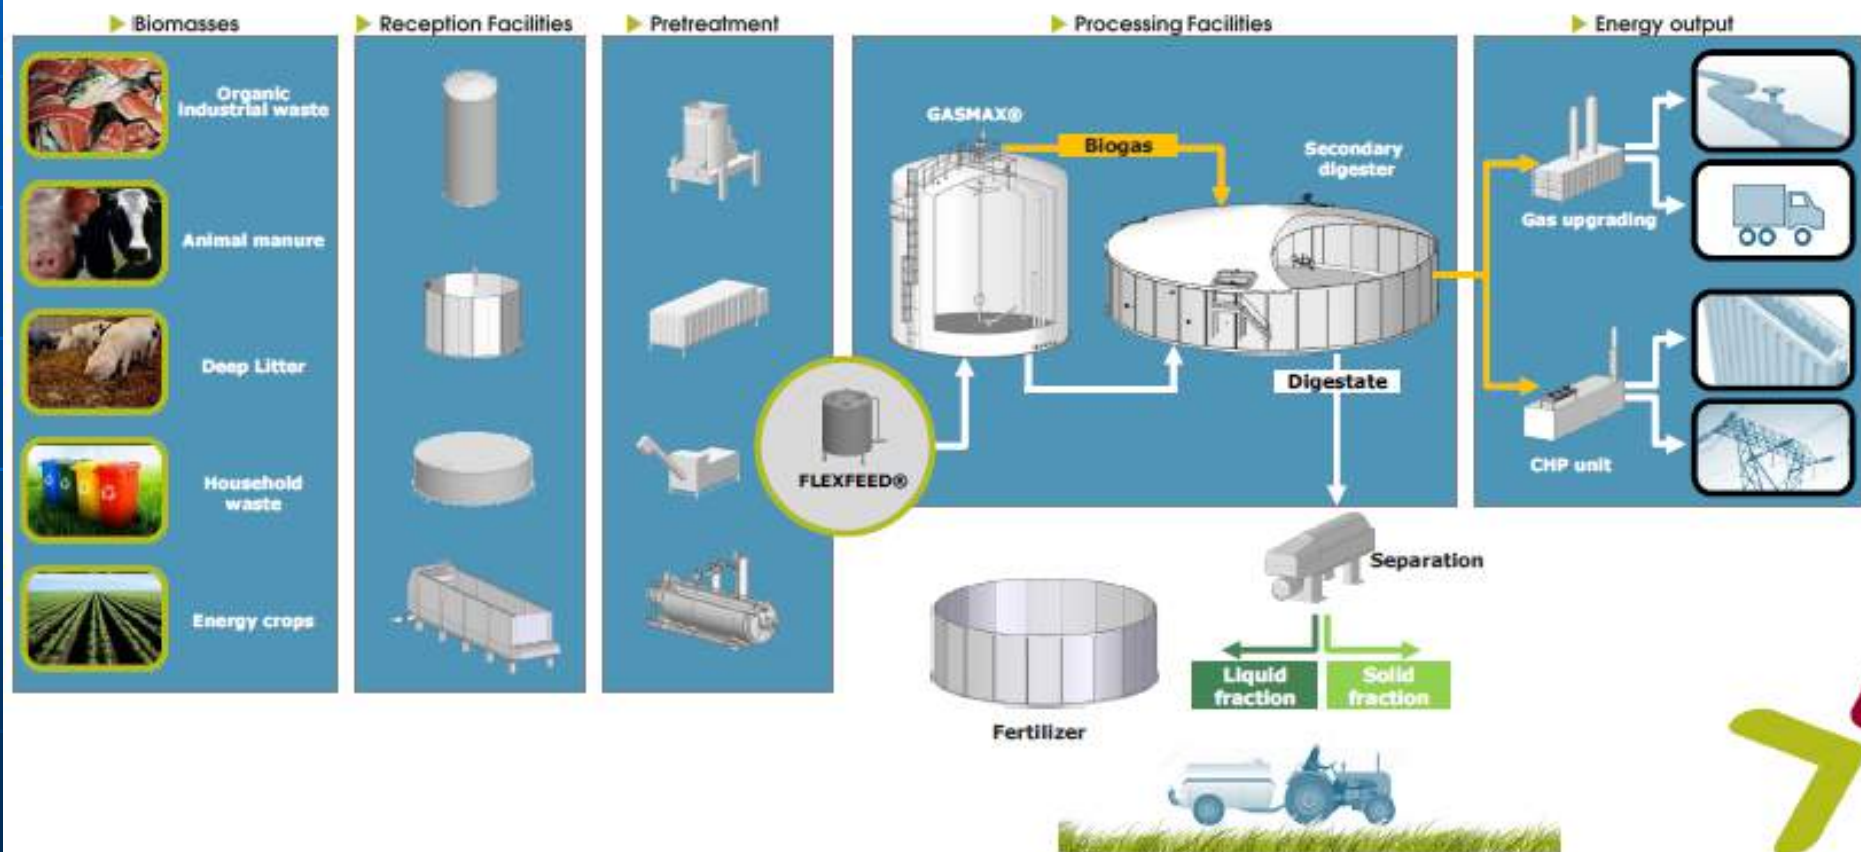 Biomasses
Reception Facilities
Pretreatment
Processing Facilities
Energy output
Organic
industrial waste
Animal manure
Deep Litter
Household
waste
Energy crops
FLEXFEED®
GASMAX®
Biogas
Secondary
digester
Digestate
Gas upgrading
CHP unit
Separation
Liquid
fraction
Solid
fraction
Fertilizer